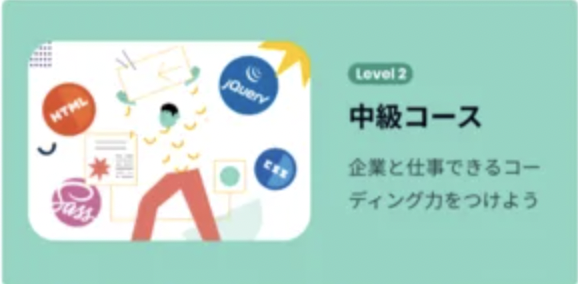 HTML
jQuery
CSS
Sass
Level 2
中級コース
企業と仕事できるコー
ディング力をつけよう